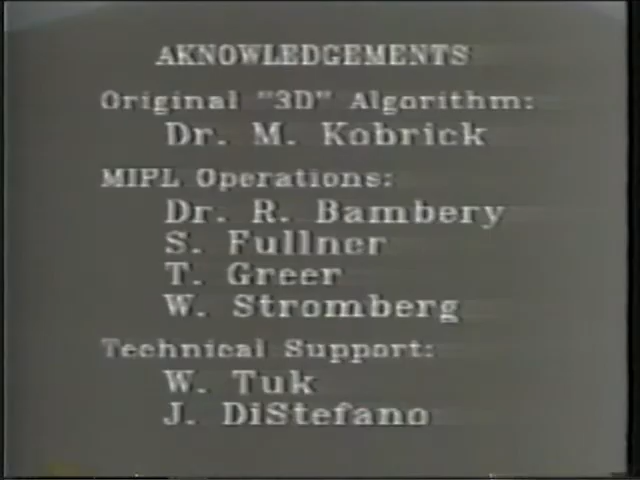 AKNOWLEDGEMENTS
Original "3D" Algorithm:
Dr. M. Kobrick
MIPL Operations:
Dr. R. Bambery
S. Fullner
T. Greer
W. Stromberg
Technical Support:
W. Tuk
J. DiStefano